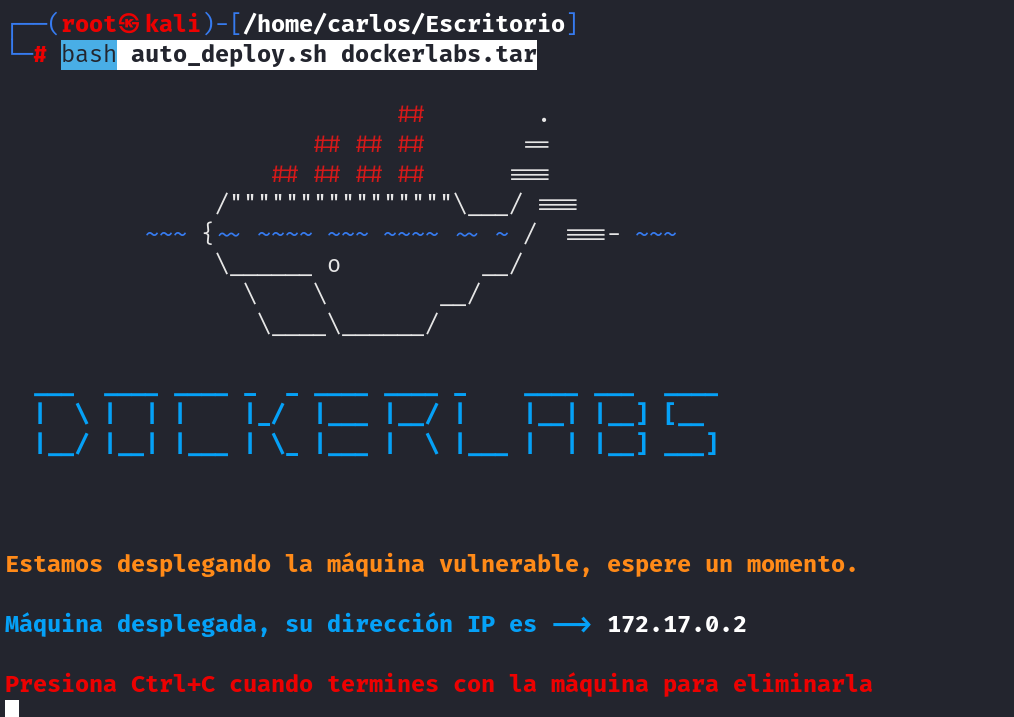 ┌──(root㉿kali)-[/home/carlos/Escritorio]
└─# bash auto_deploy.sh dockerlabs.tar
                            ##        .
                      ## ## ##       ==
                   ## ## ## ##      ===
               /"""""""""""""""\___/ ===
          ~~~ {~~ ~~~~ ~~~ ~~~~ ~~ ~ /  ===- ~~~
               \______ o          __/
                 \    \        __/
                  \____\______/
DOCKERLABS
Estamos desplegando la máquina vulnerable, espere un momento.
Máquina desplegada, su dirección IP es --> 172.17.0.2
Presiona Ctrl+C cuando termines con la máquina para eliminarla